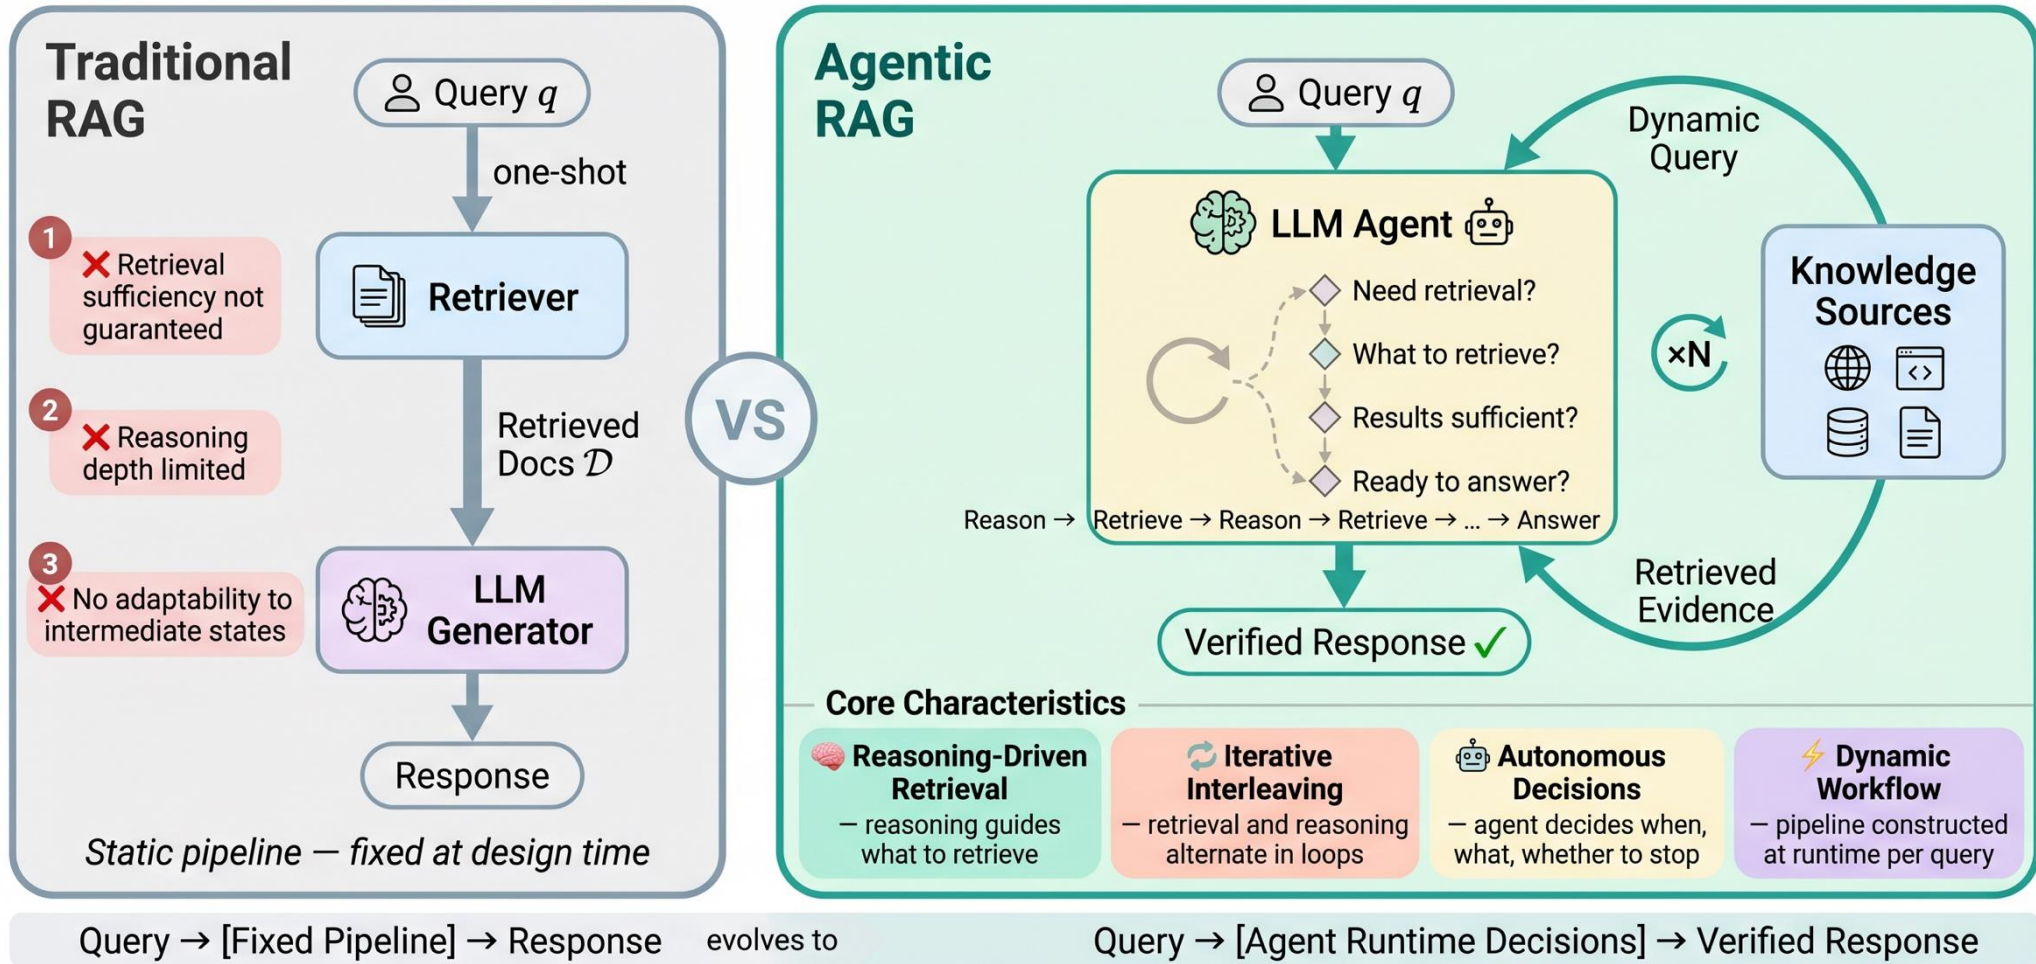 Traditional
RAG
Query q
one-shot
1
❌ Retrieval
sufficiency not
guaranteed
Retriever
2
❌ Reasoning
depth limited
Retrieved
Docs 𝒟
3
❌ No adaptability to
intermediate states
LLM
Generator
Response
Static pipeline — fixed at design time
VS
Agentic
RAG
Query q
Dynamic
Query
LLM Agent
Need retrieval?
What to retrieve?
Results sufficient?
Ready to answer?
Reason → Retrieve → Reason → Retrieve → ... → Answer
×N
Knowledge
Sources
Retrieved
Evidence
Verified Response ✓
Core Characteristics
Reasoning-Driven
Retrieval
— reasoning guides
what to retrieve
Iterative
Interleaving
— retrieval and reasoning
alternate in loops
Autonomous
Decisions
— agent decides when,
what, whether to stop
Dynamic
Workflow
— pipeline constructed
at runtime per query
Query → [Fixed Pipeline] → Response evolves to Query → [Agent Runtime Decisions] → Verified Response